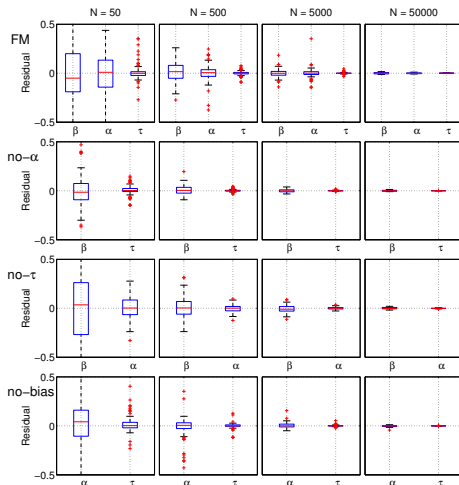 N = 50 N = 500 N = 5000 N = 50000
FM
Residual
0.5
0
−0.5
β α τ β α τ β α τ β α τ
no-α
Residual
0.5
0
−0.5
β τ β τ β τ β τ
no-τ
Residual
0.5
0
−0.5
β α β α β α β α
no-bias
Residual
0.5
0
−0.5
α τ α τ α τ α τ